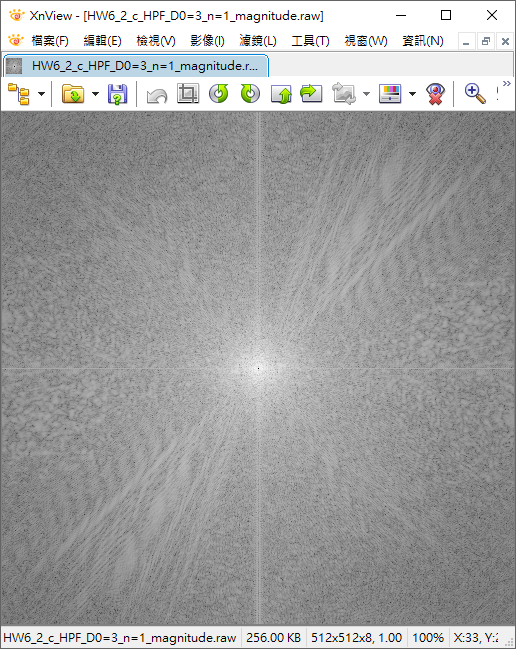 XnView - [HW6_2_c_HPF_D0=3_n=1_magnitude.raw]
檔案(F) 編輯(E) 檢視(V) 影像(I) 濾鏡(L) 工具(T) 視窗(W) 資訊(N)
HW6_2_c_HPF_D0=3_n=1_magnitude.r...
HW6_2_c_HPF_D0=3_n=1_magnitude.raw 256.00 KB 512x512x8, 1.00 100% X:33, Y: